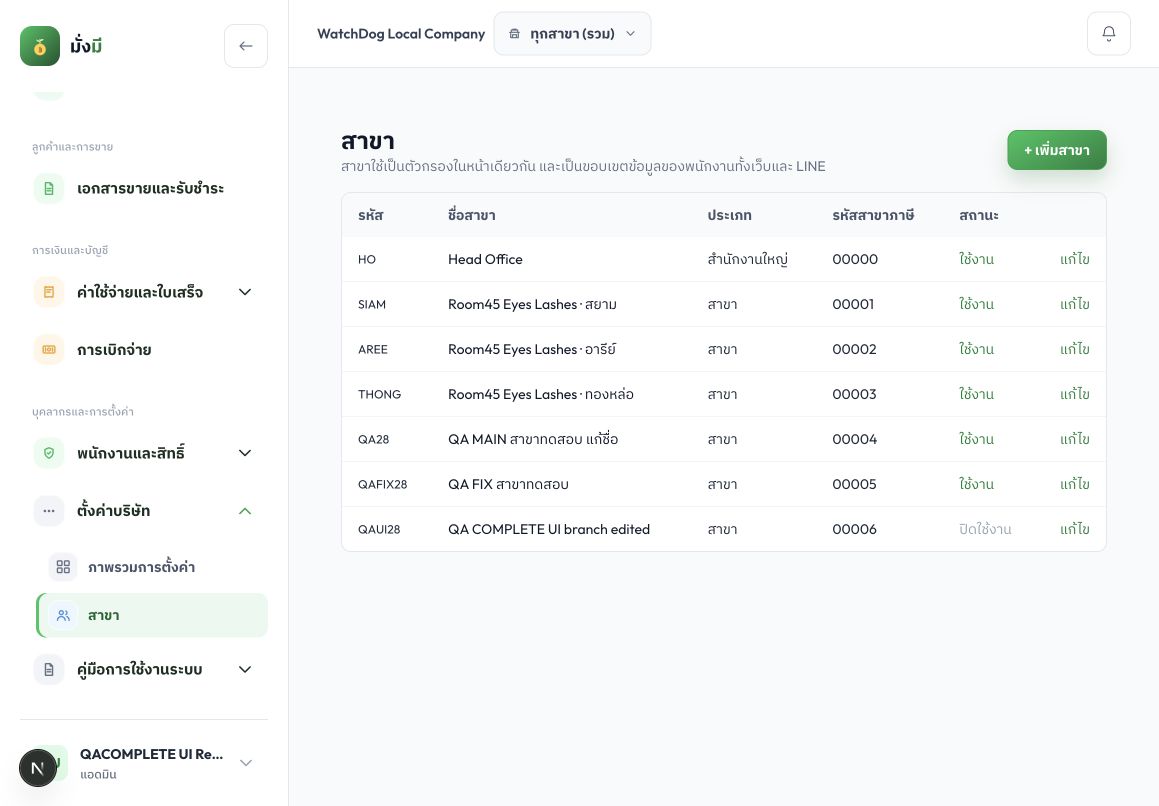 มั่งมี
ลูกค้าและการขาย
เอกสารขายและรับชำระ
การเงินและบัญชี
ค่าใช้จ่ายและใบเสร็จ
การเบิกจ่าย
บุคลากรและการตั้งค่า
พนักงานและสิทธิ์
ตั้งค่าบริษัท
ภาพรวมการตั้งค่า
สาขา
คู่มือการใช้งานระบบ
N
QACOMPLETE UI Re...
แอดมิน
WatchDog Local Company ทุกสาขา (รวม)
สาขา
สาขาใช้เป็นตัวกรองในหน้าเดียวกัน และเป็นขอบเขตข้อมูลของพนักงานทั้งเว็บและ LINE
+ เพิ่มสาขา
รหัส ชื่อสาขา ประเภท รหัสสาขาภาษี สถานะ
HO Head Office สำนักงานใหญ่ 00000 ใช้งาน แก้ไข
SIAM Room45 Eyes Lashes · สยาม สาขา 00001 ใช้งาน แก้ไข
AREE Room45 Eyes Lashes · อารีย์ สาขา 00002 ใช้งาน แก้ไข
THONG Room45 Eyes Lashes · ทองหล่อ สาขา 00003 ใช้งาน แก้ไข
QA28 QA MAIN สาขาทดสอบ แก้ชื่อ สาขา 00004 ใช้งาน แก้ไข
QAFIX28 QA FIX สาขาทดสอบ สาขา 00005 ใช้งาน แก้ไข
QAUI28 QA COMPLETE UI branch edited สาขา 00006 ปิดใช้งาน แก้ไข